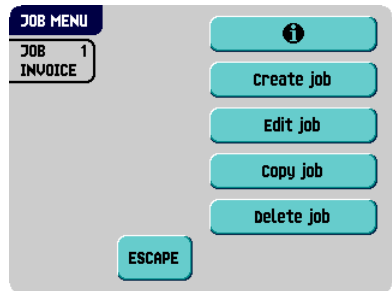 JOB MENU
JOB 1
INVOICE
Create job
Edit job
Copy job
Delete job
ESCAPE